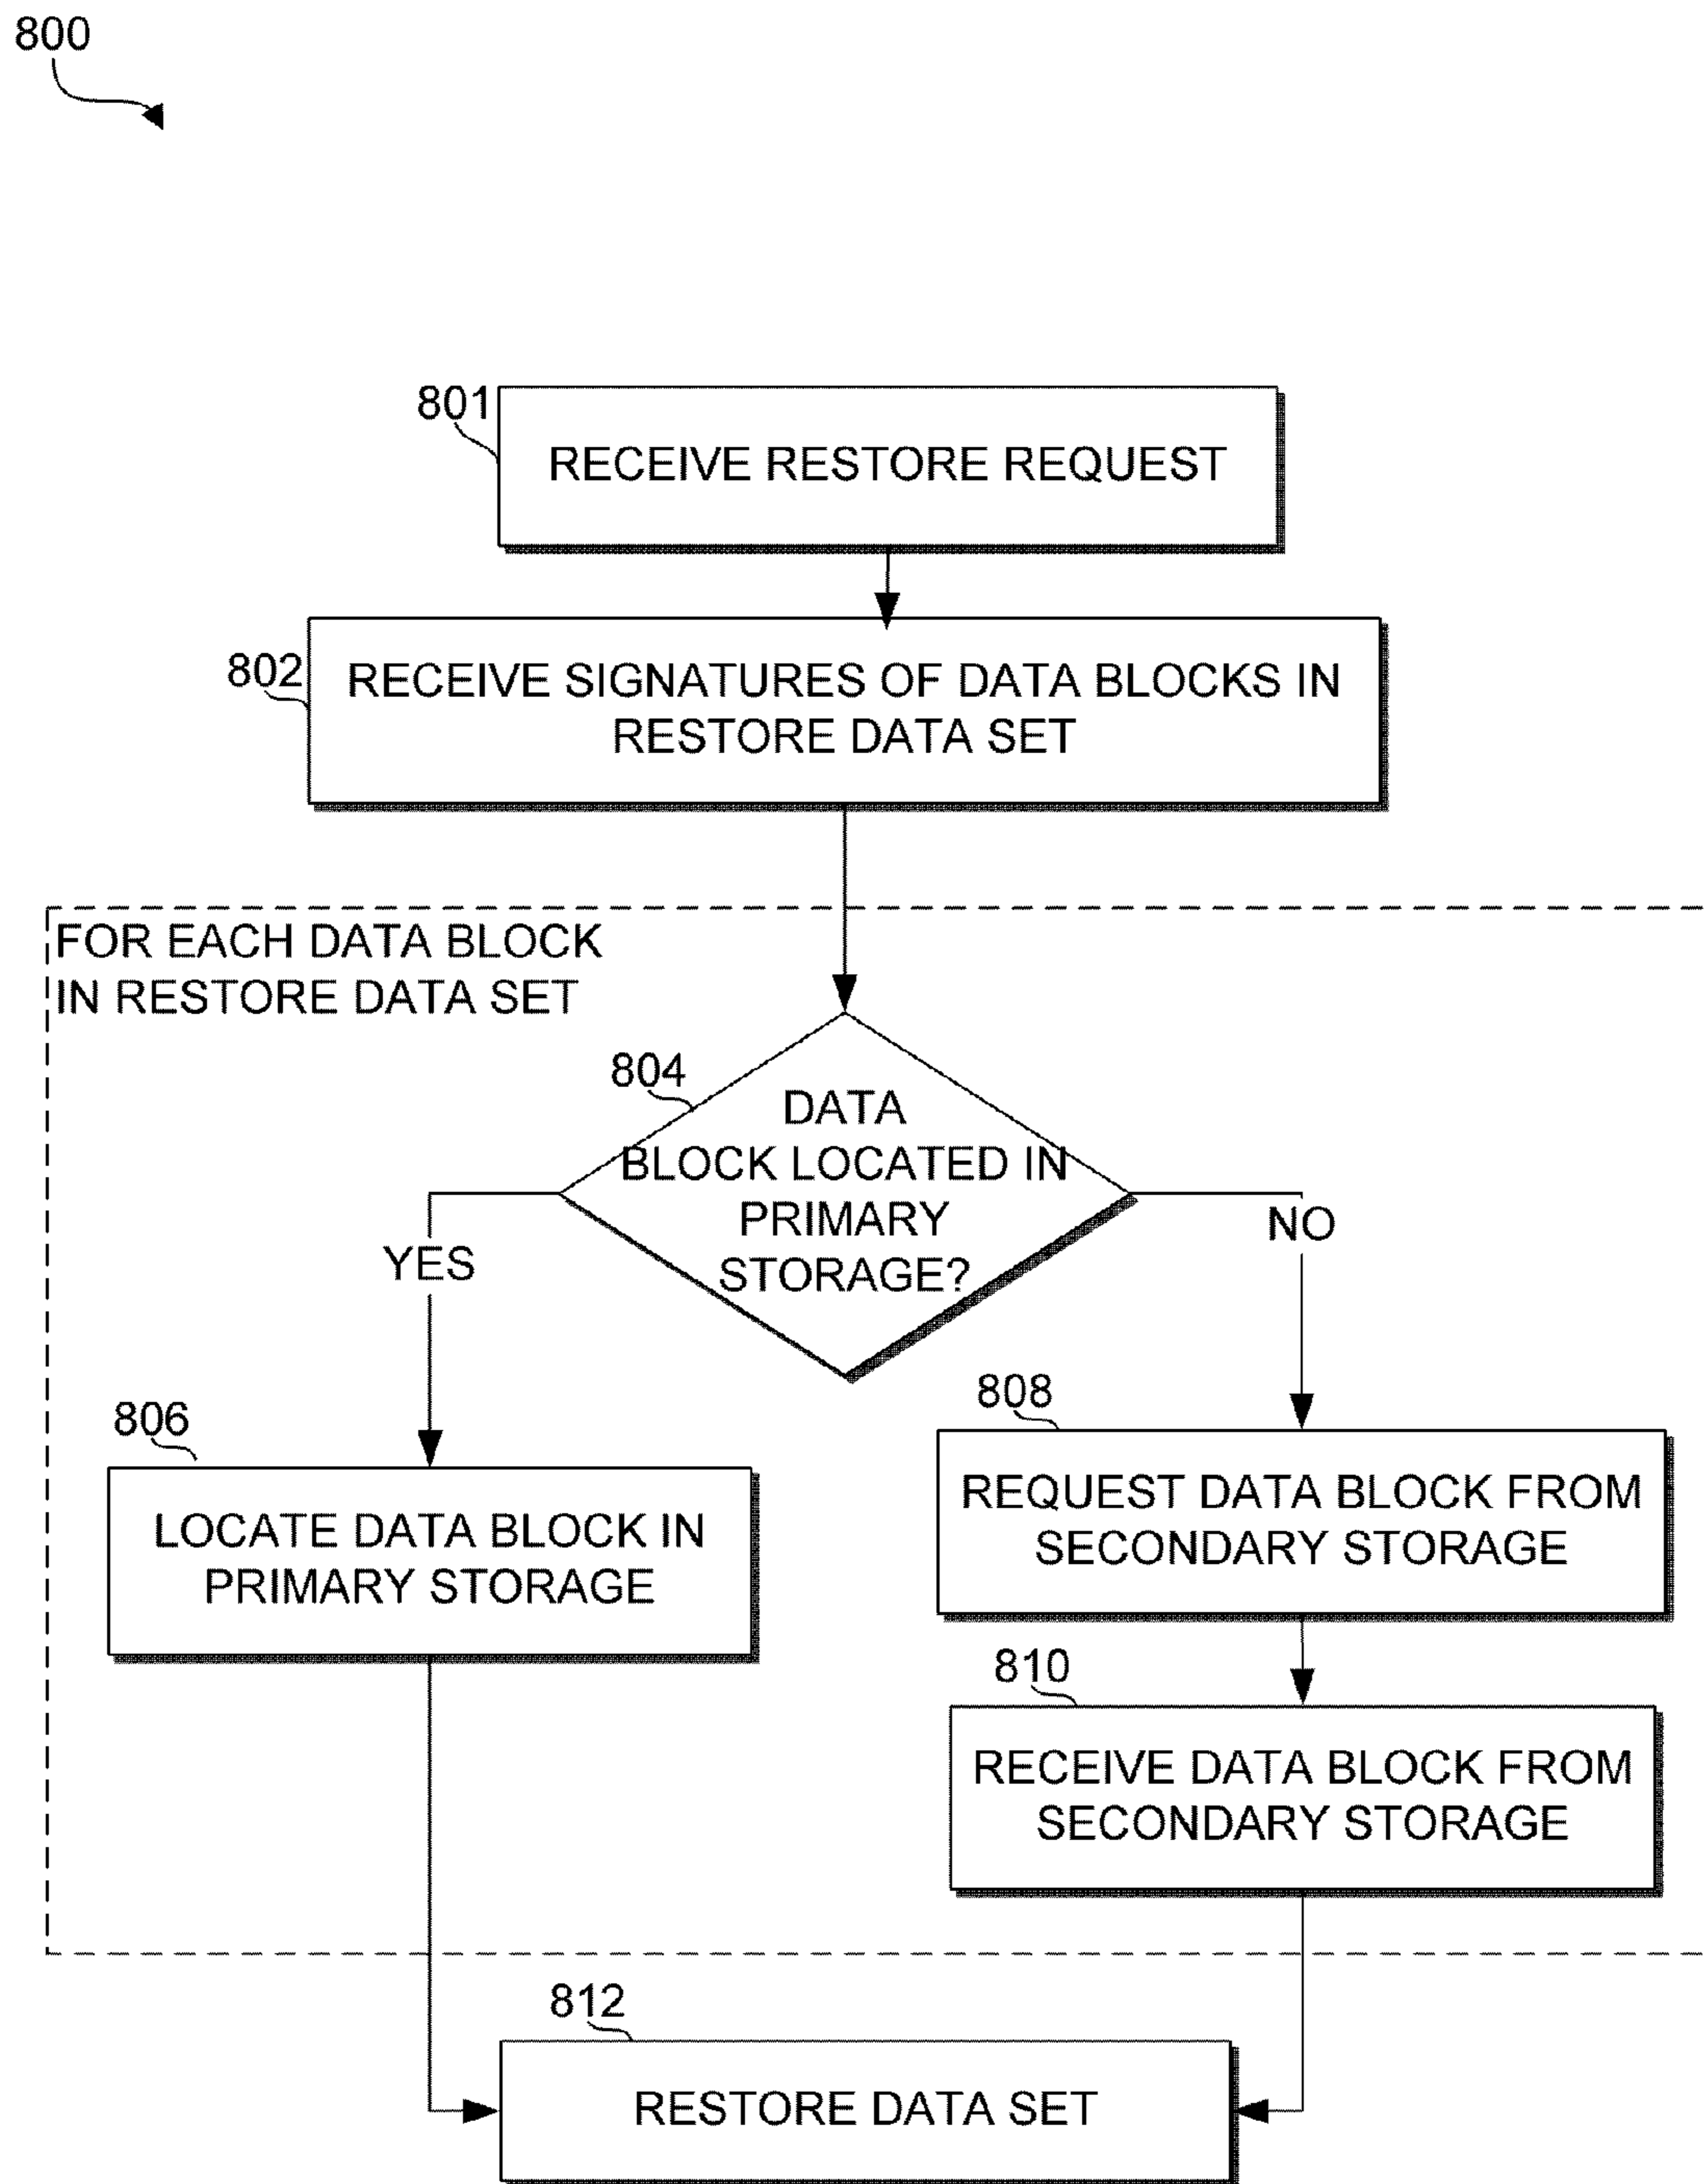 800
801
RECEIVE RESTORE REQUEST
802
RECEIVE SIGNATURES OF DATA BLOCKS IN
RESTORE DATA SET
FOR EACH DATA BLOCK
IN RESTORE DATA SET
804
DATA
BLOCK LOCATED IN
PRIMARY
STORAGE?
YES
NO
806
LOCATE DATA BLOCK IN
PRIMARY STORAGE
808
REQUEST DATA BLOCK FROM
SECONDARY STORAGE
810
RECEIVE DATA BLOCK FROM
SECONDARY STORAGE
812
RESTORE DATA SET